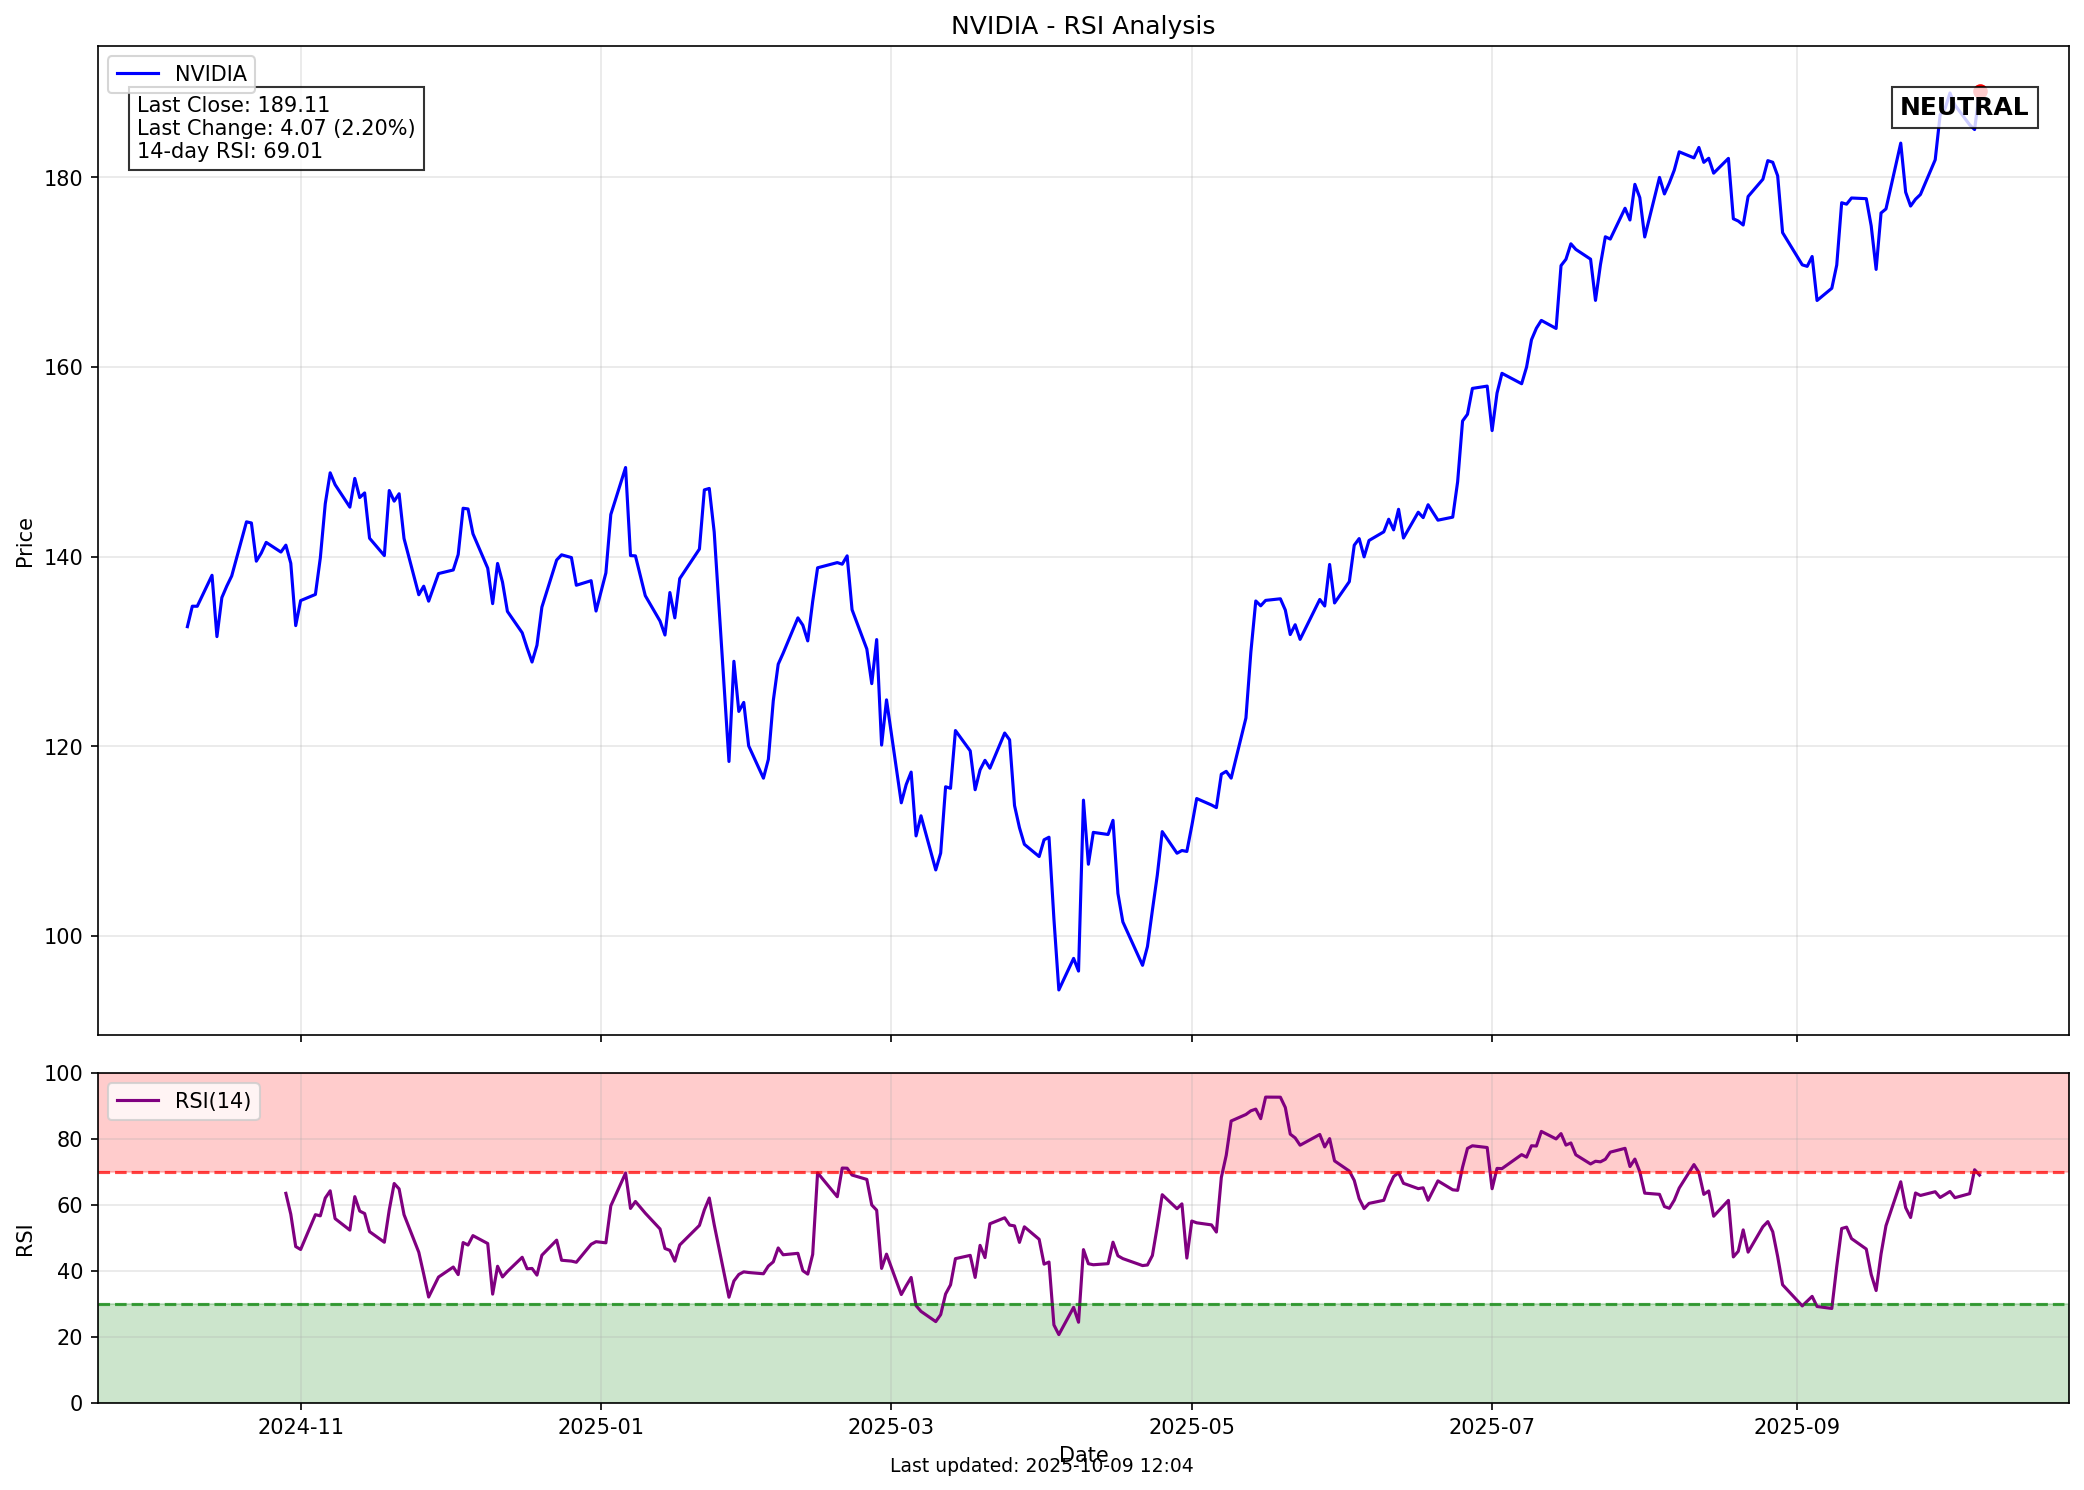 NVIDIA - RSI Analysis
NVIDIA
Last Close: 189.11
Last Change: 4.07 (2.20%)
14-day RSI: 69.01
NEUTRAL
Price
180
160
140
120
100
RSI(14)
RSI
100
80
60
40
20
0
2024-11
2025-01
2025-03
2025-05
2025-07
2025-09
Date
Last updated: 2025-10-09 12:04